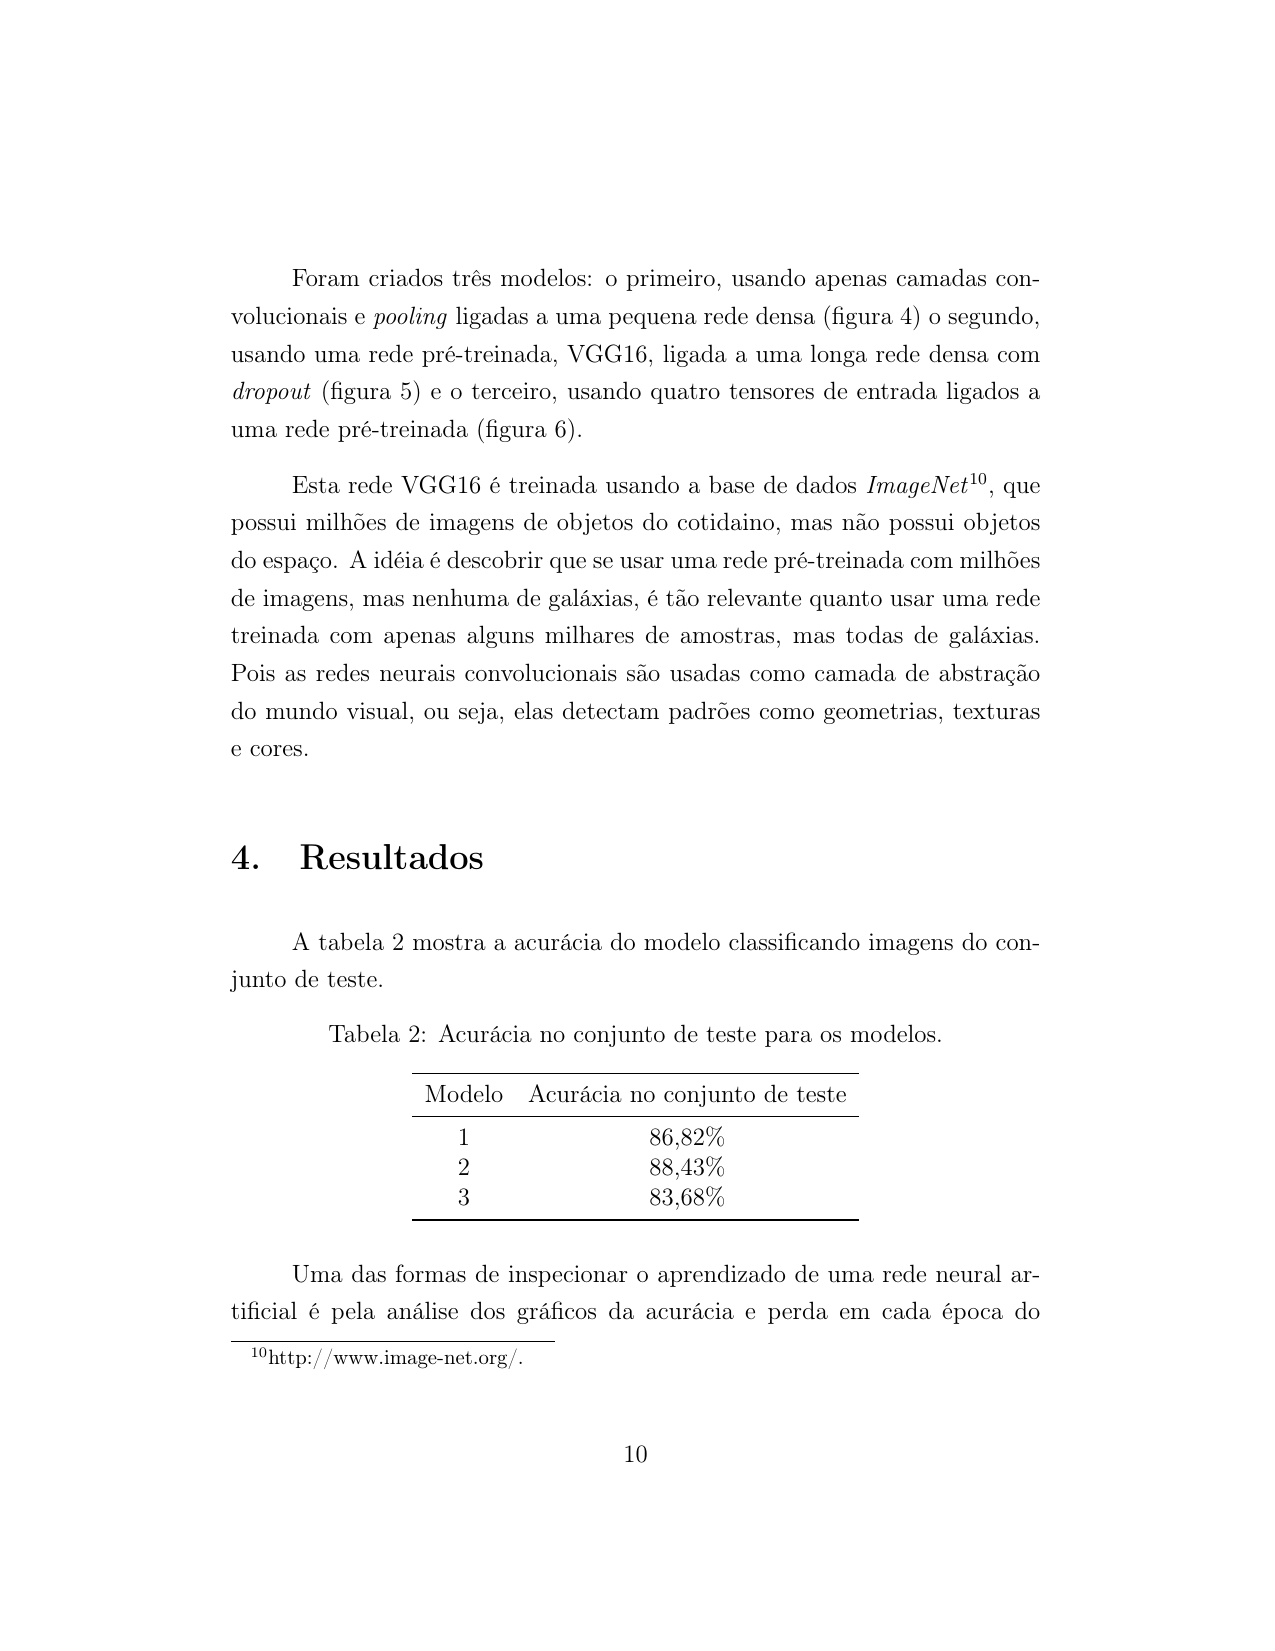 Foram criados três modelos: o primeiro, usando apenas camadas con-
volucionais e pooling ligadas a uma pequena rede densa (figura 4) o segundo,
usando uma rede pré-treinada, VGG16, ligada a uma longa rede densa com
dropout (figura 5) e o terceiro, usando quatro tensores de entrada ligados a
uma rede pré-treinada (figura 6).
Esta rede VGG16 é treinada usando a base de dados ImageNet¹⁰, que
possui milhões de imagens de objetos do cotidaino, mas não possui objetos
do espaço. A idéia é descobrir que se usar uma rede pré-treinada com milhões
de imagens, mas nenhuma de galáxias, é tão relevante quanto usar uma rede
treinada com apenas alguns milhares de amostras, mas todas de galáxias.
Pois as redes neurais convolucionais são usadas como camada de abstração
do mundo visual, ou seja, elas detectam padrões como geometrias, texturas
e cores.
4. Resultados
A tabela 2 mostra a acurácia do modelo classificando imagens do con-
junto de teste.
Tabela 2: Acurácia no conjunto de teste para os modelos.
Modelo Acurácia no conjunto de teste
1 86,82%
2 88,43%
3 83,68%
Uma das formas de inspecionar o aprendizado de uma rede neural ar-
tificial é pela análise dos gráficos da acurácia e perda em cada época do
¹⁰http://www.image-net.org/.
10